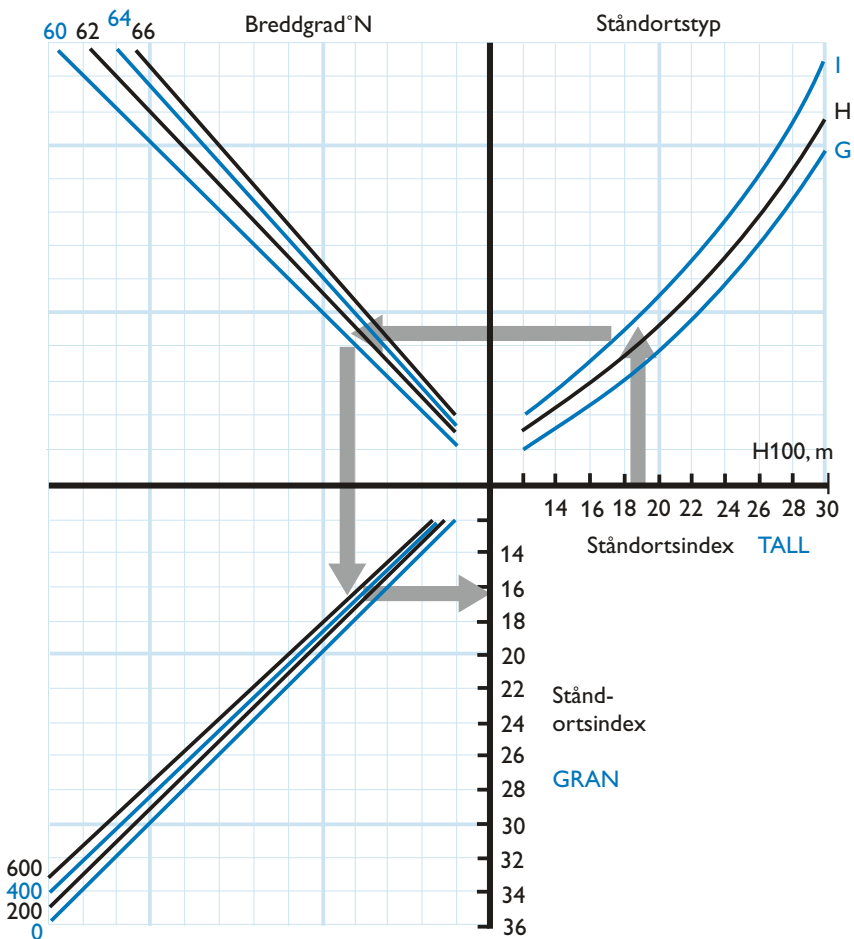 Breddgrad°N
Ståndortstyp
60 62 64 66
I
H
G
H100, m
14 16 18 20 22 24 26 28 30
Ståndortsindex TALL
14
16
18
20
22
24
26
28
30
32
34
36
Stånd-
ortsindex
GRAN
600
400
200
0